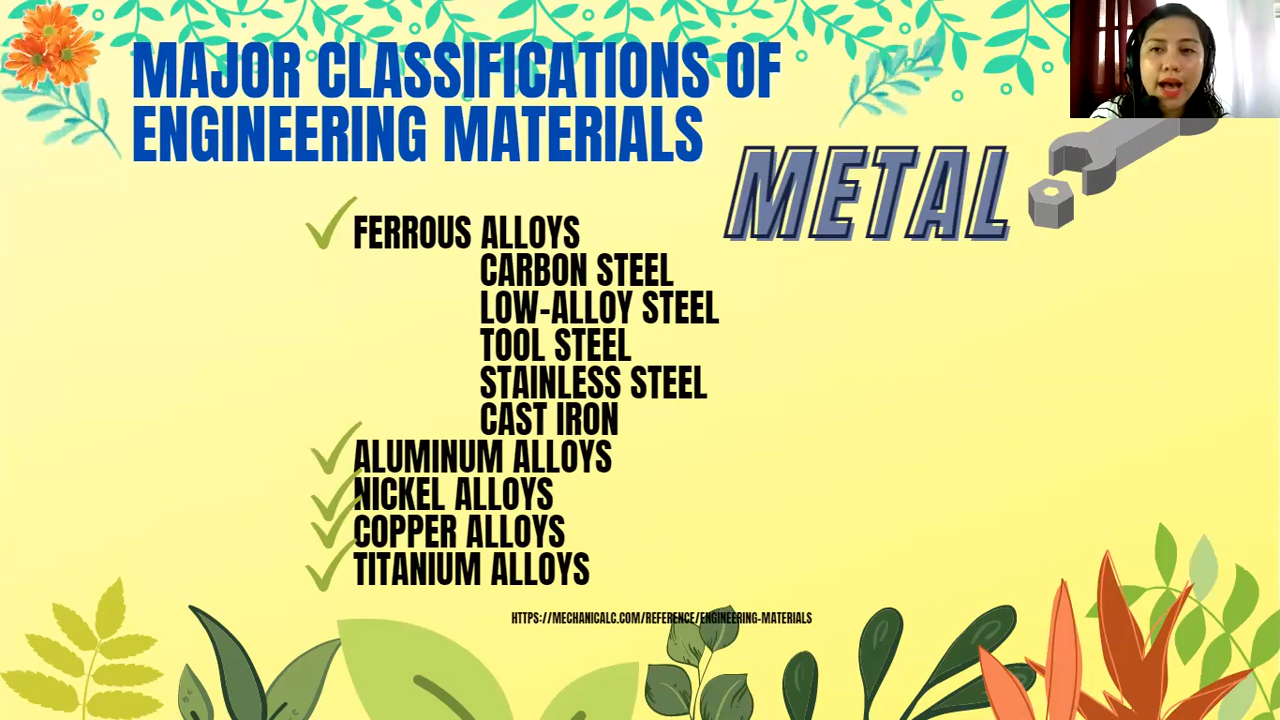 MAJOR CLASSIFICATIONS OF
ENGINEERING MATERIALS
METAL
FERROUS ALLOYS
CARBON STEEL
LOW-ALLOY STEEL
TOOL STEEL
STAINLESS STEEL
CAST IRON
ALUMINUM ALLOYS
NICKEL ALLOYS
COPPER ALLOYS
TITANIUM ALLOYS
HTTPS://MECHANICALC.COM/REFERENCE/ENGINEERING-MATERIALS